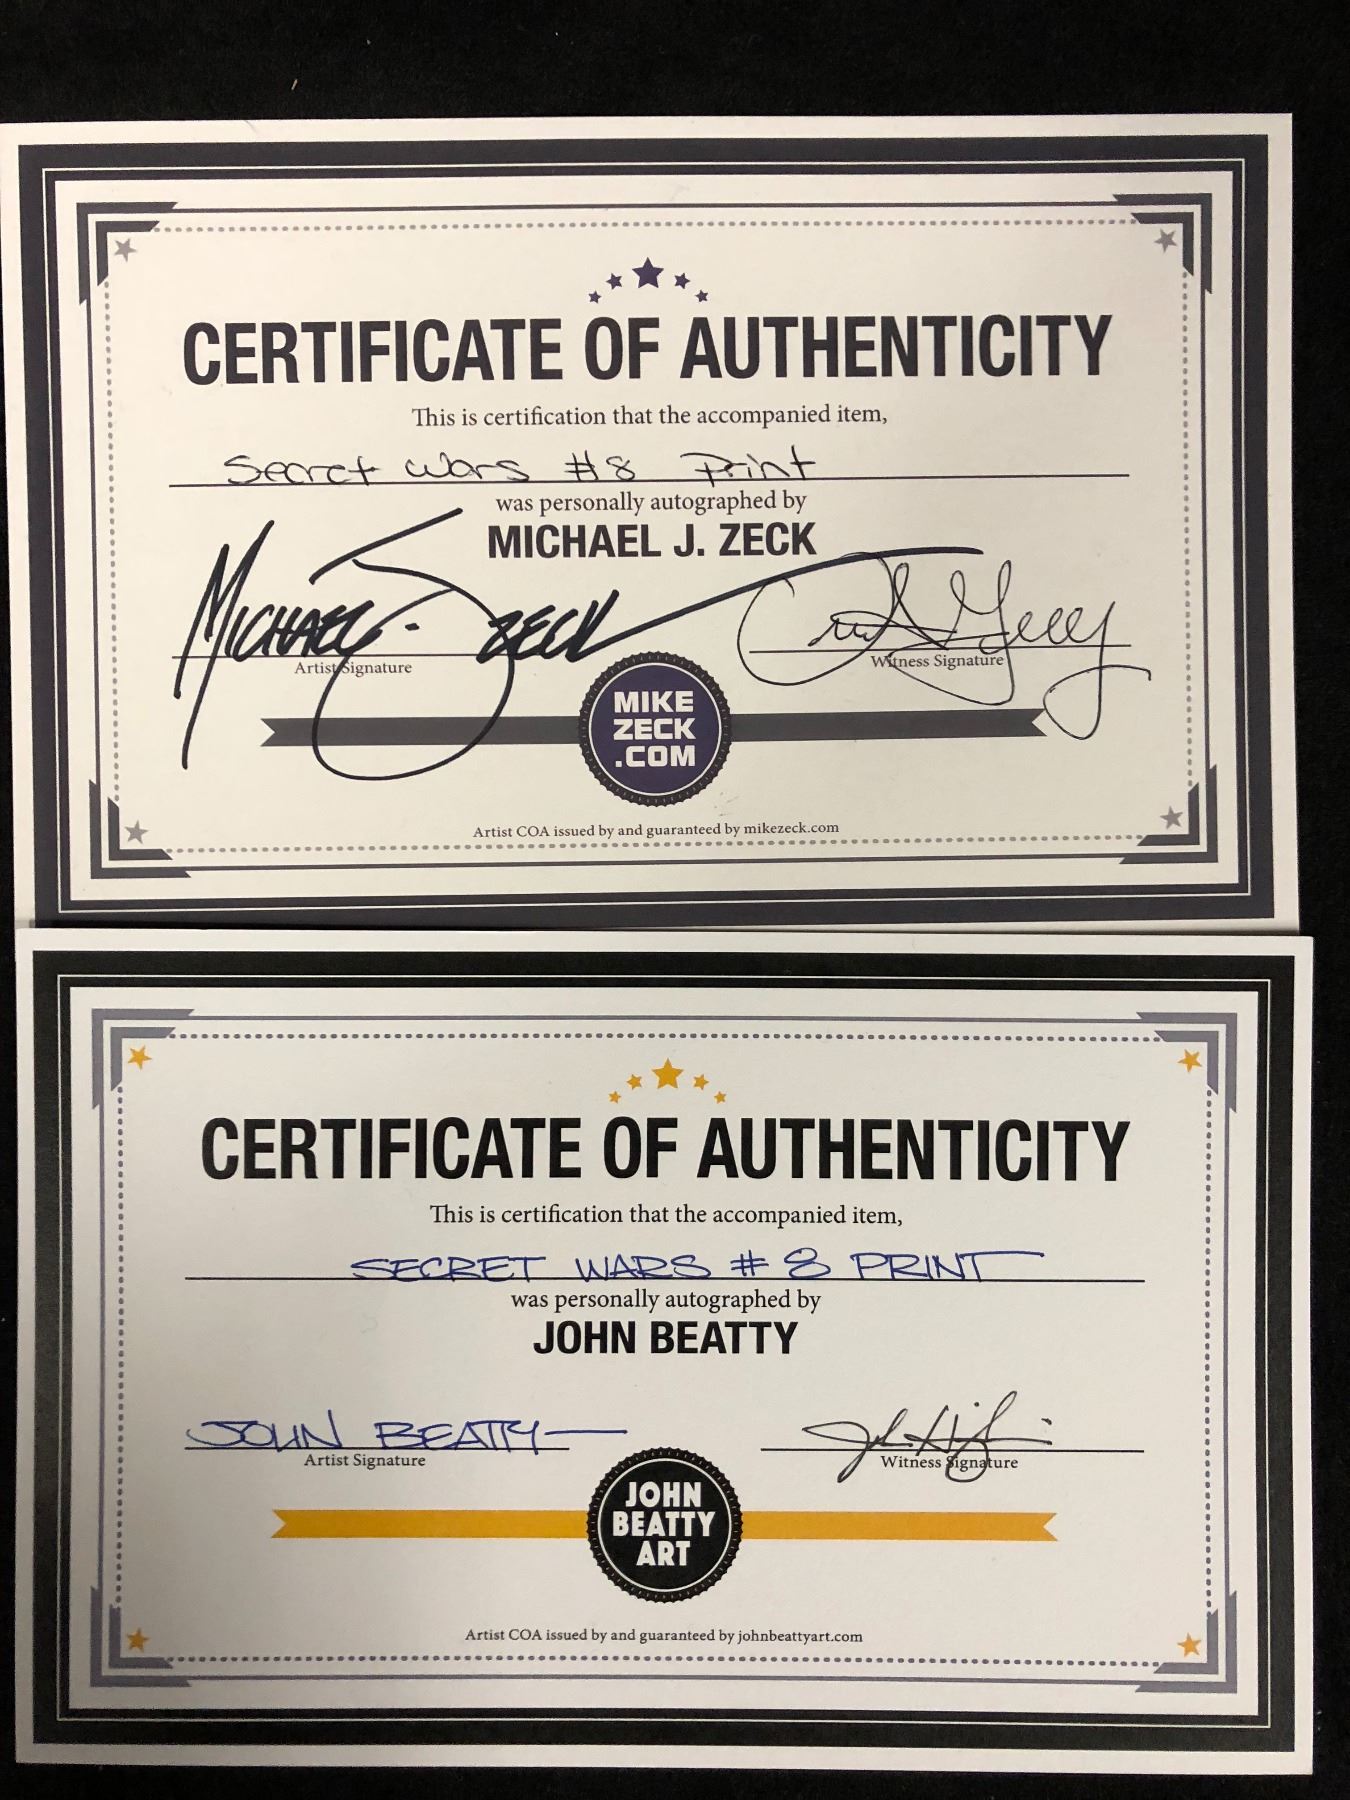 CERTIFICATE OF AUTHENTICITY
This is certification that the accompanied item,
Secret Wars #8 Print
was personally autographed by
MICHAEL J. ZECK
MICHAEL J. ZECK
Artist Signature
Witness Signature
MIKE
ZECK
.COM
Artist COA issued by and guaranteed by mikezeck.com
CERTIFICATE OF AUTHENTICITY
This is certification that the accompanied item,
SECRET WARS #8 PRINT
was personally autographed by
JOHN BEATTY
JOHN BEATTY
Artist Signature
Witness Signature
JOHN
BEATTY
ART
Artist COA issued by and guaranteed by johnbeattyart.com